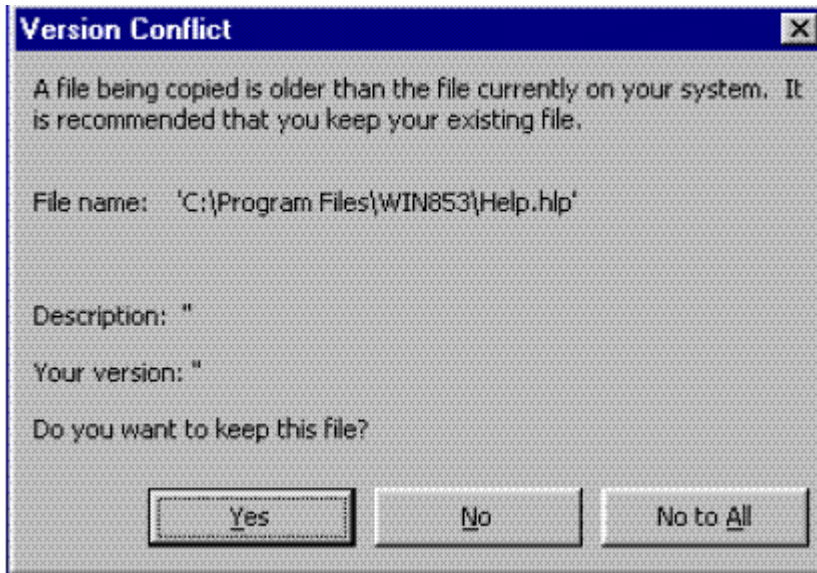 Version Conflict
A file being copied is older than the file currently on your system. It
is recommended that you keep your existing file.
File name: 'C:\Program Files\WIN853\Help.hlp'
Description: ''
Your version: ''
Do you want to keep this file?
Yes No No to All